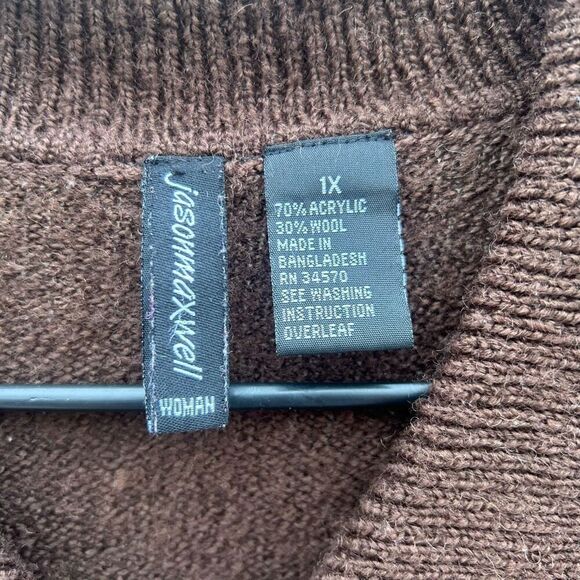 jasonmaxwell
WOMAN
1X
70% ACRYLIC
30% WOOL
MADE IN
BANGLADESH
RN 34570
SEE WASHING
INSTRUCTION
OVERLEAF